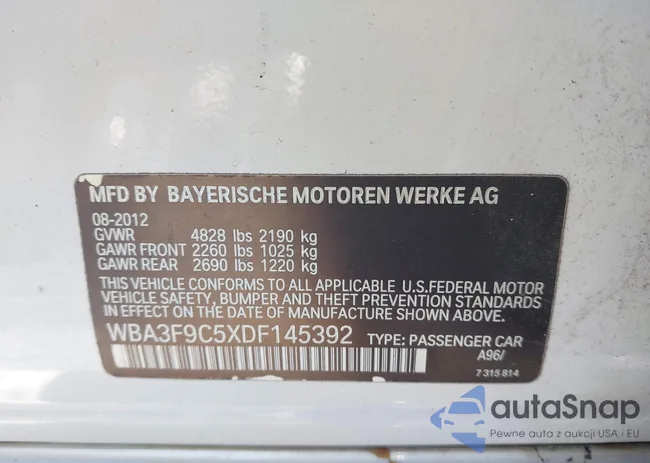 MFD BY BAYERISCHE MOTOREN WERKE AG
08-2012
GVWR 4828 lbs 2190 kg
GAWR FRONT 2260 lbs 1025 kg
GAWR REAR 2690 lbs 1220 kg
THIS VEHICLE CONFORMS TO ALL APPLICABLE U.S.FEDERAL MOTOR
VEHICLE SAFETY, BUMPER AND THEFT PREVENTION STANDARDS
IN EFFECT ON THE DATE OF MANUFACTURE SHOWN ABOVE.
WBA3F9C5XDF145392 TYPE: PASSENGER CAR
A96/
7 315 814
autoSnap
Pewne auta z aukcji USA i EU